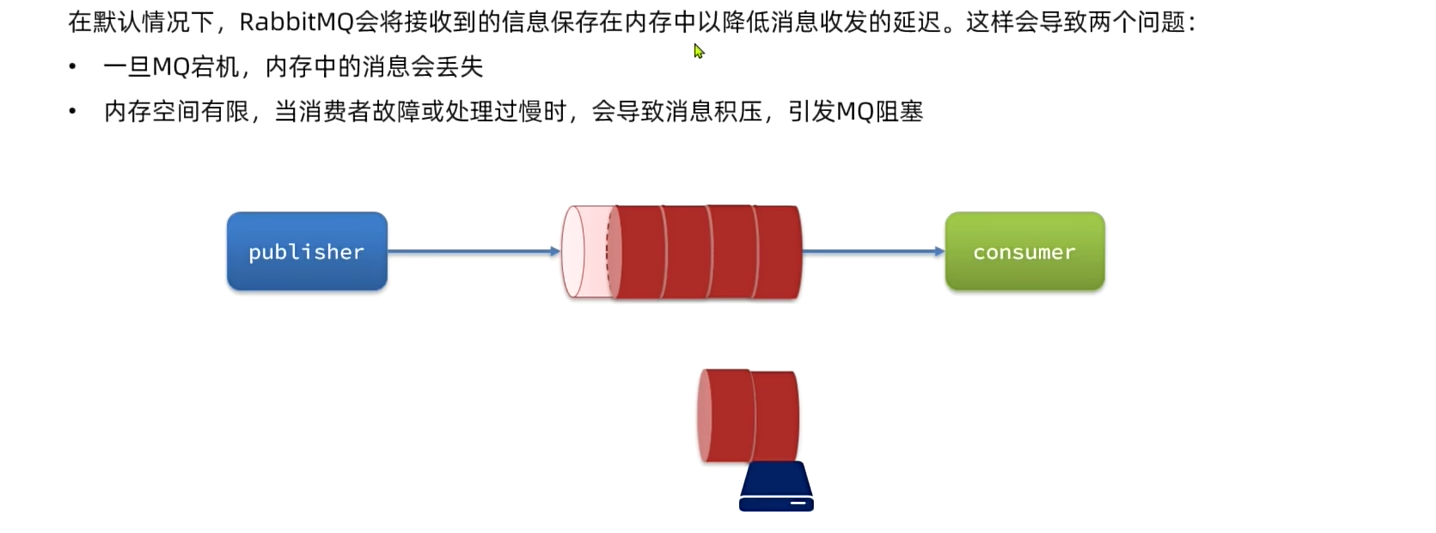 在默认情况下，RabbitMQ会将接收到的信息保存在内存中以降低消息收发的延迟。这样会导致两个问题：
• 一旦MQ宕机，内存中的消息会丢失
• 内存空间有限，当消费者故障或处理过慢时，会导致消息积压，引发MQ阻塞
publisher
consumer